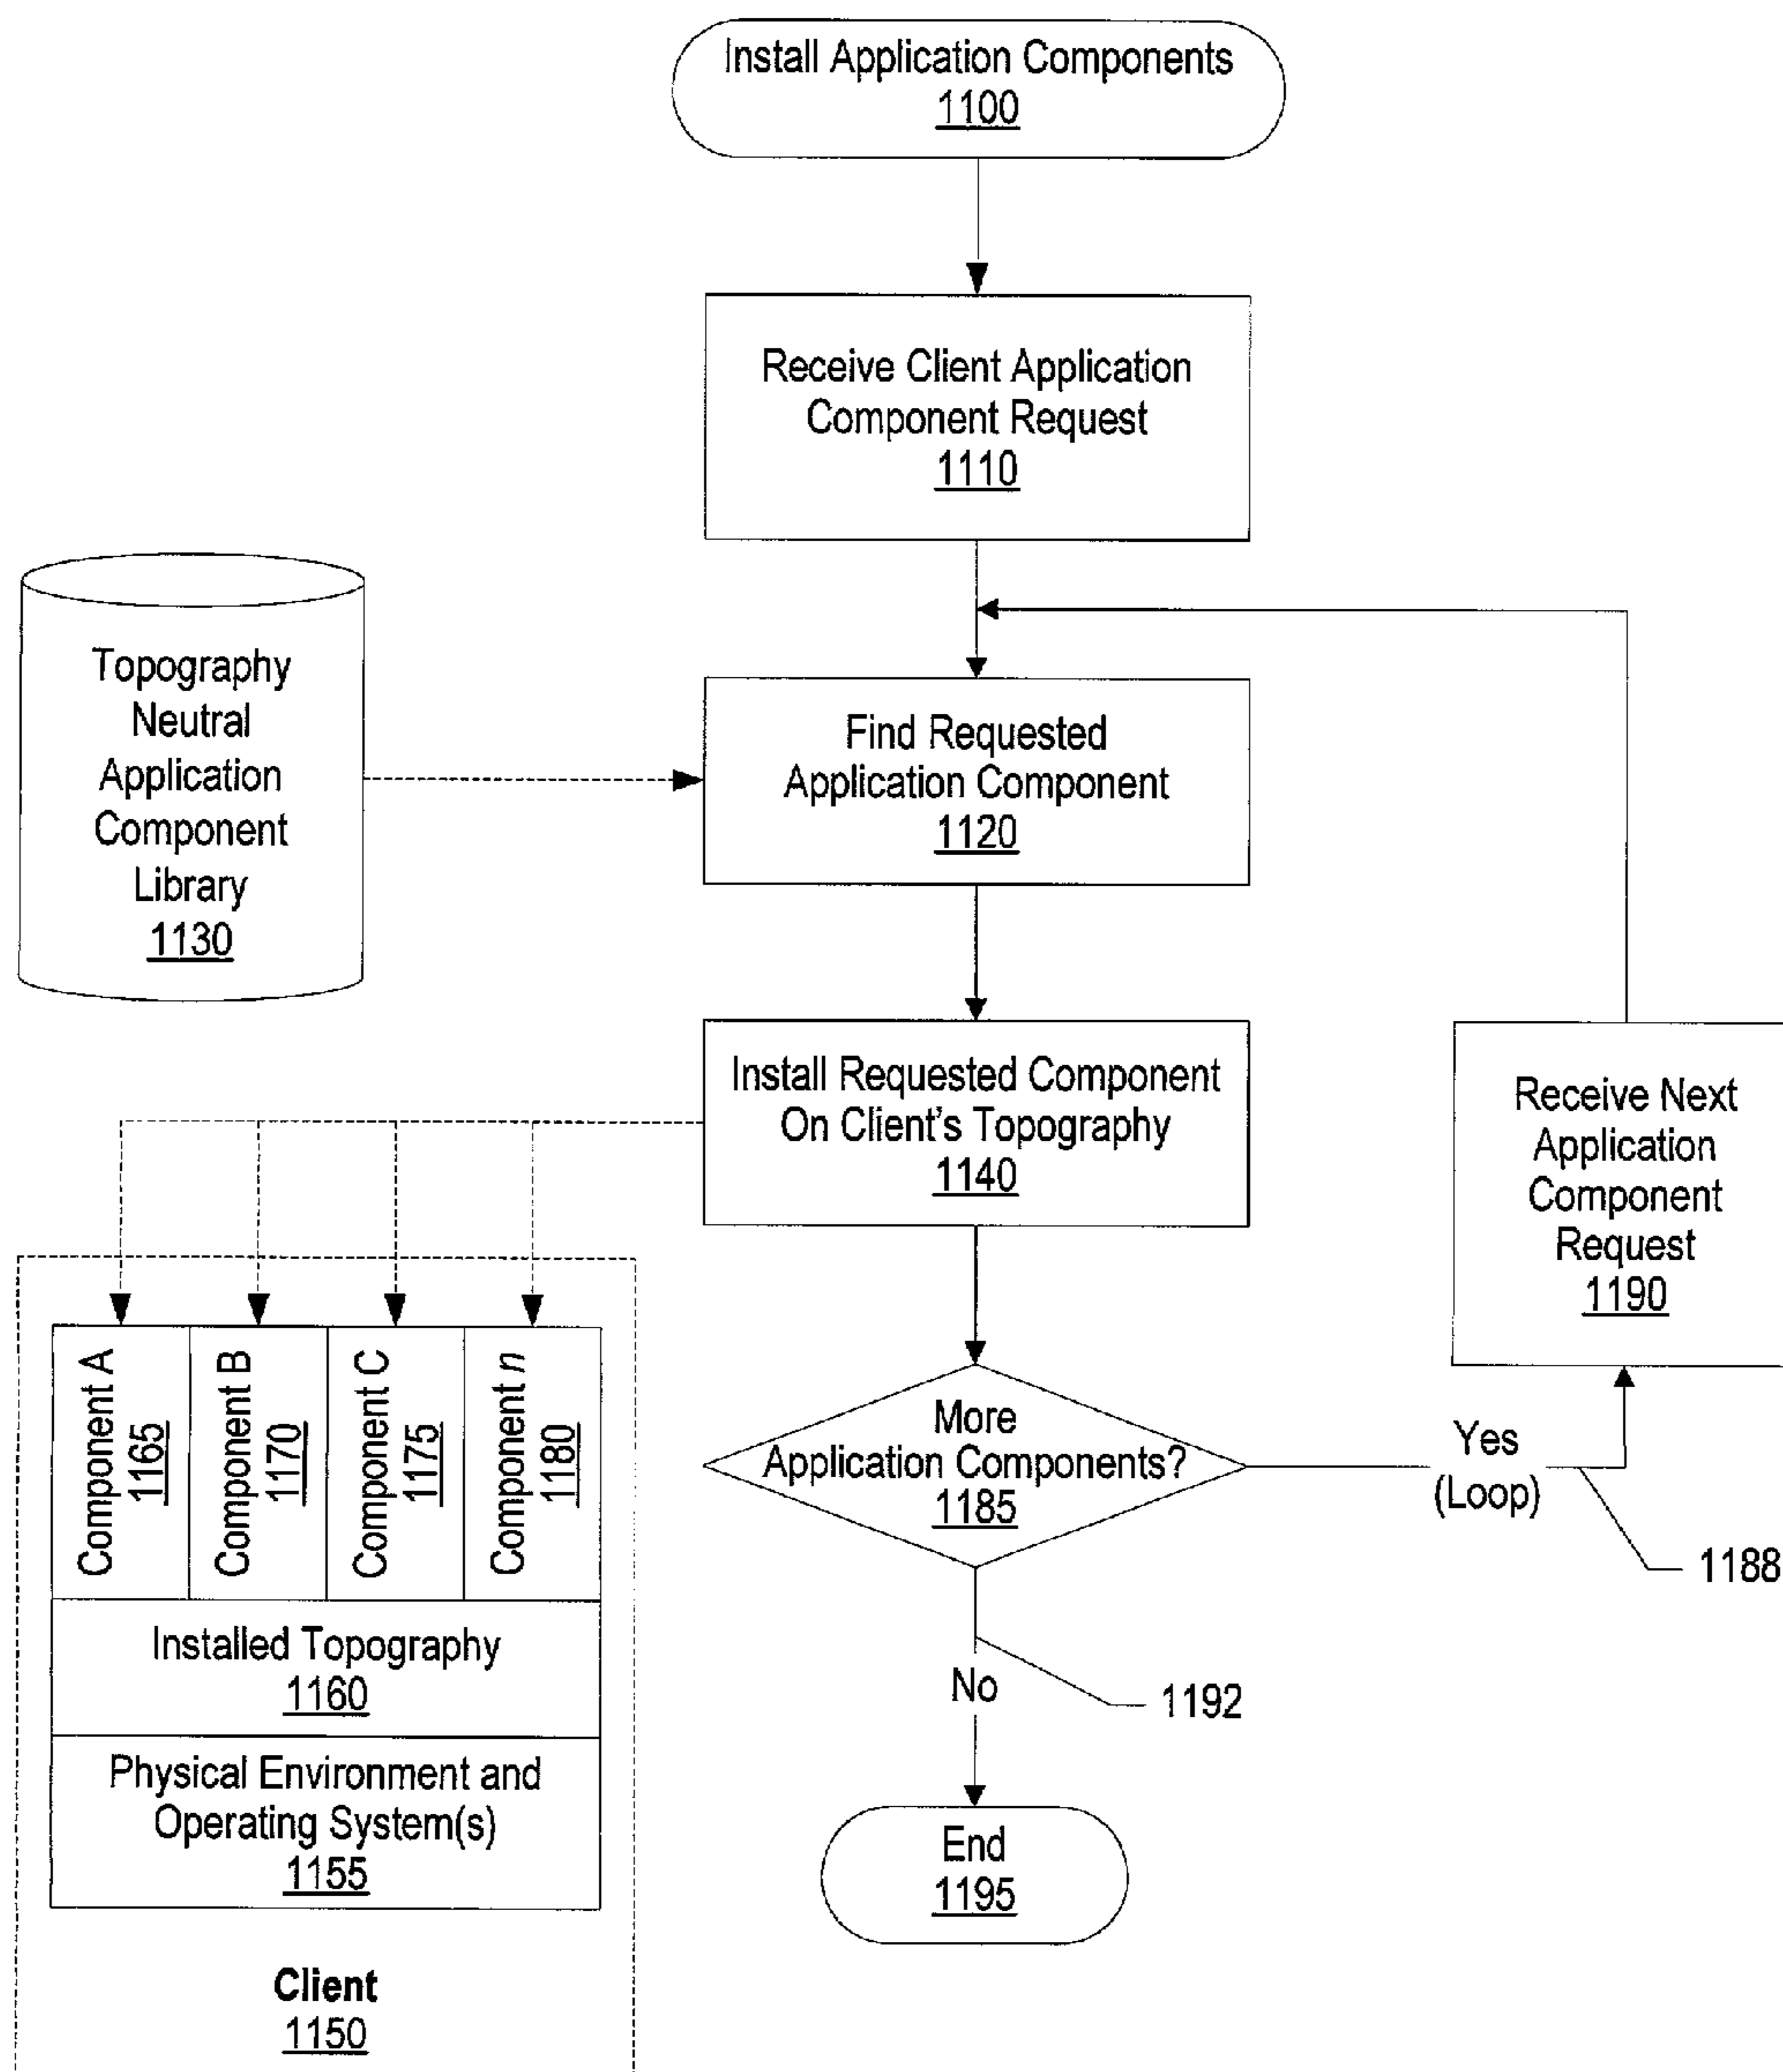 Install Application Components
1100
Receive Client Application
Component Request
1110
Topography
Neutral
Application
Component
Library
1130
Find Requested
Application Component
1120
Install Requested Component
On Client's Topography
1140
Receive Next
Application
Component
Request
1190
Component A
1165
Component B
1170
Component C
1175
Component n
1180
Installed Topography
1160
Physical Environment and
Operating System(s)
1155
Client
1150
More
Application Components?
1185
Yes
(Loop)
1188
No
1192
End
1195